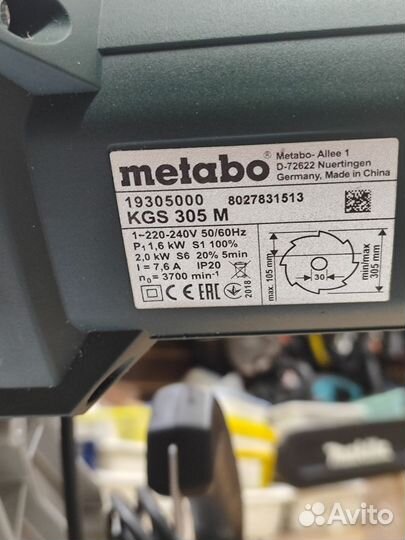 metabo®
Metabo- Allee 1
D-72622 Nuertingen
Germany, Made in China
19305000 8027831513
KGS 305 M
1~220-240V 50/60Hz
P1 1,6 kW S1 100%
2,0 kW S6 20% 5min
I = 7,6 A IP20
n0 = 3700 min-1
CE EAC 2018
max. 105 mm
30
min/max
305 mm
Makita
Avito